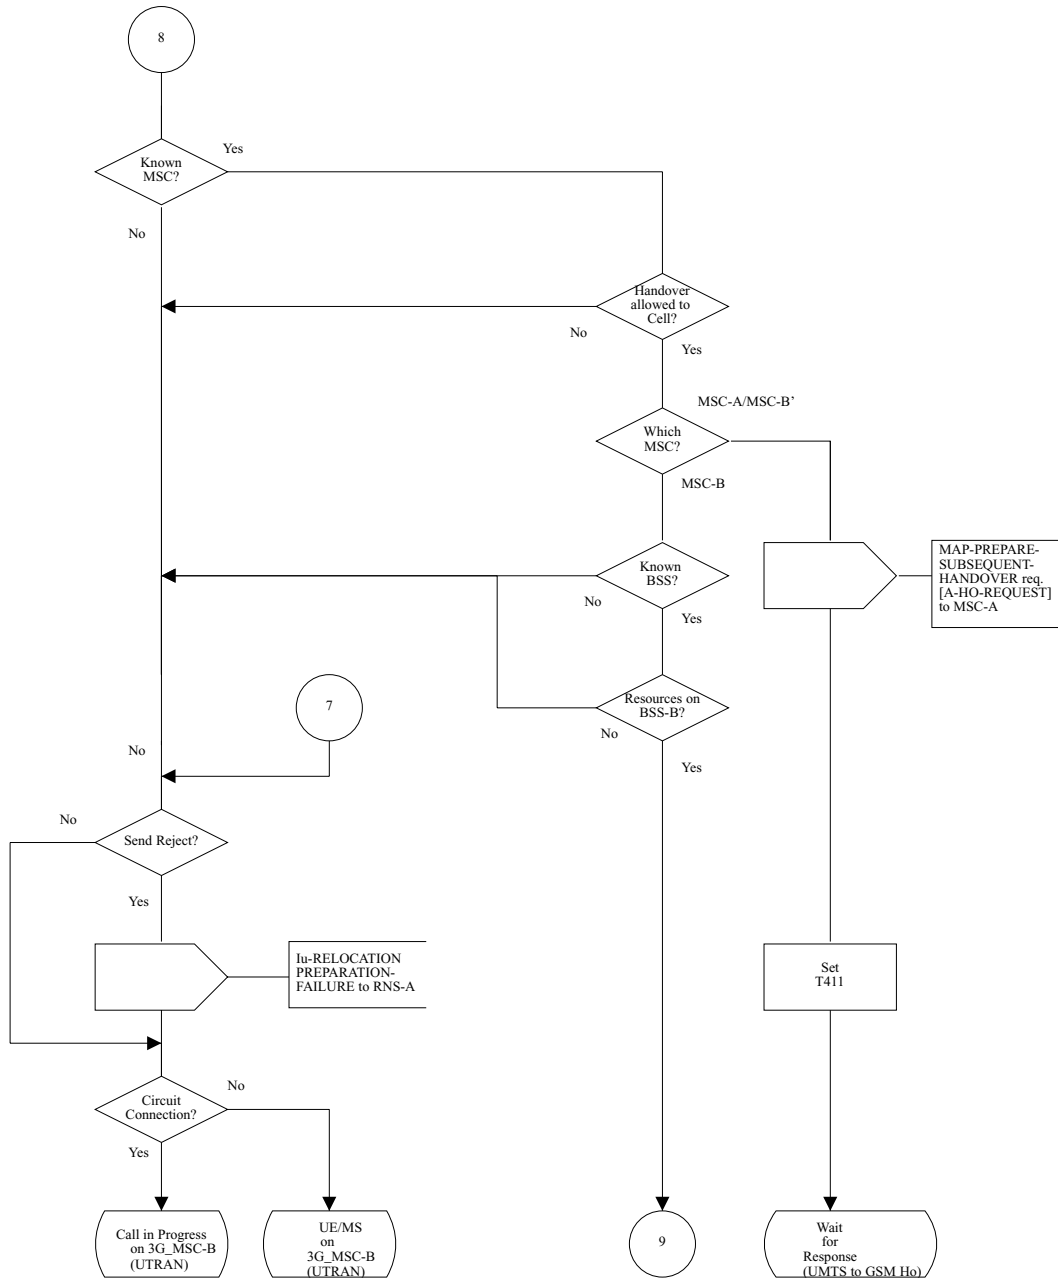 8
Yes
Known
MSC?
No
Handover
allowed to
Cell?
No
Yes
MSC-A/MSC-B’
Which
MSC?
MSC-B
MAP-PREPARE-
SUBSEQUENT-
HANDOVER req.
[A-HO-REQUEST]
to MSC-A
Known
BSS?
No
Yes
7
Resources on
BSS-B?
No
Yes
No
No
Send Reject?
Yes
Iu-RELOCATION
PREPARATION-
FAILURE to RNS-A
Set
T411
No
Circuit
Connection?
Yes
Call in Progress
on 3G_MSC-B
(UTRAN)
UE/MS
on
3G_MSC-B
(UTRAN)
9
Wait
for
Response
(UMTS to GSM Ho)